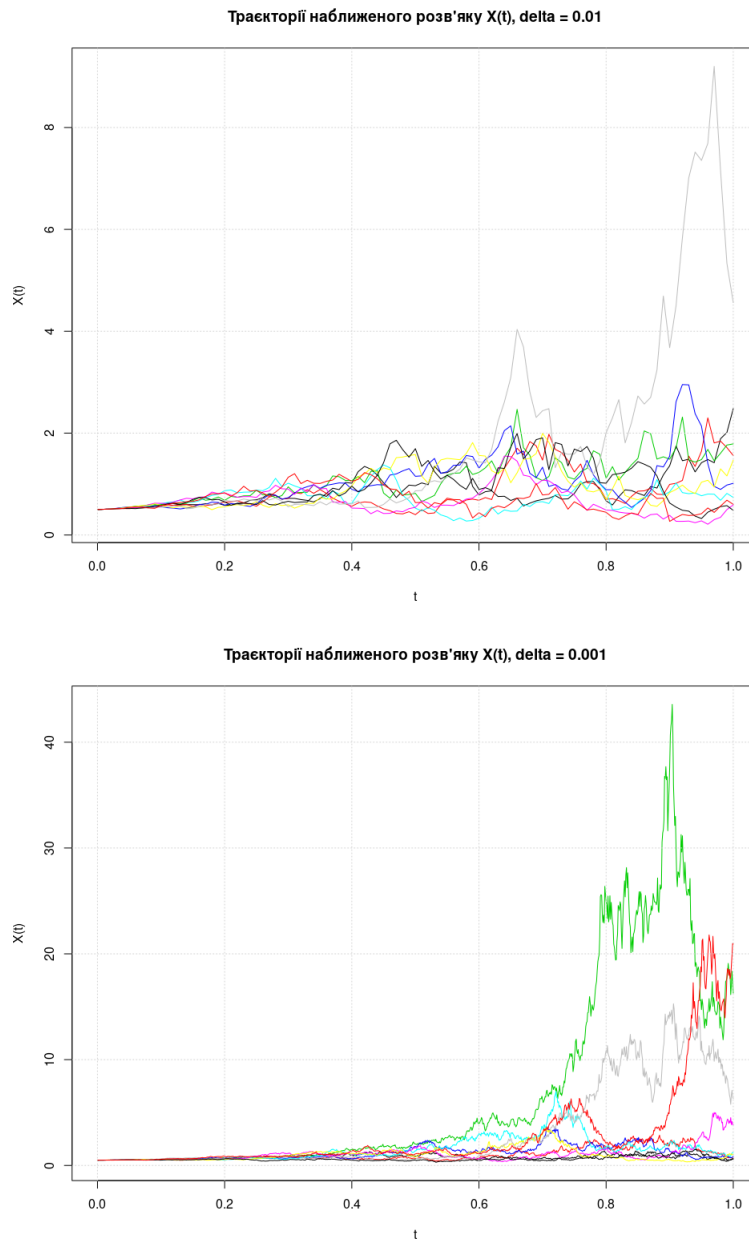 Траєкторії наближеного розв'яку X(t), delta = 0.01
8
6
4
2
0
X(t)
0.0 0.2 0.4 0.6 0.8 1.0
t
Траєкторії наближеного розв'яку X(t), delta = 0.001
40
30
20
10
0
X(t)
0.0 0.2 0.4 0.6 0.8 1.0
t